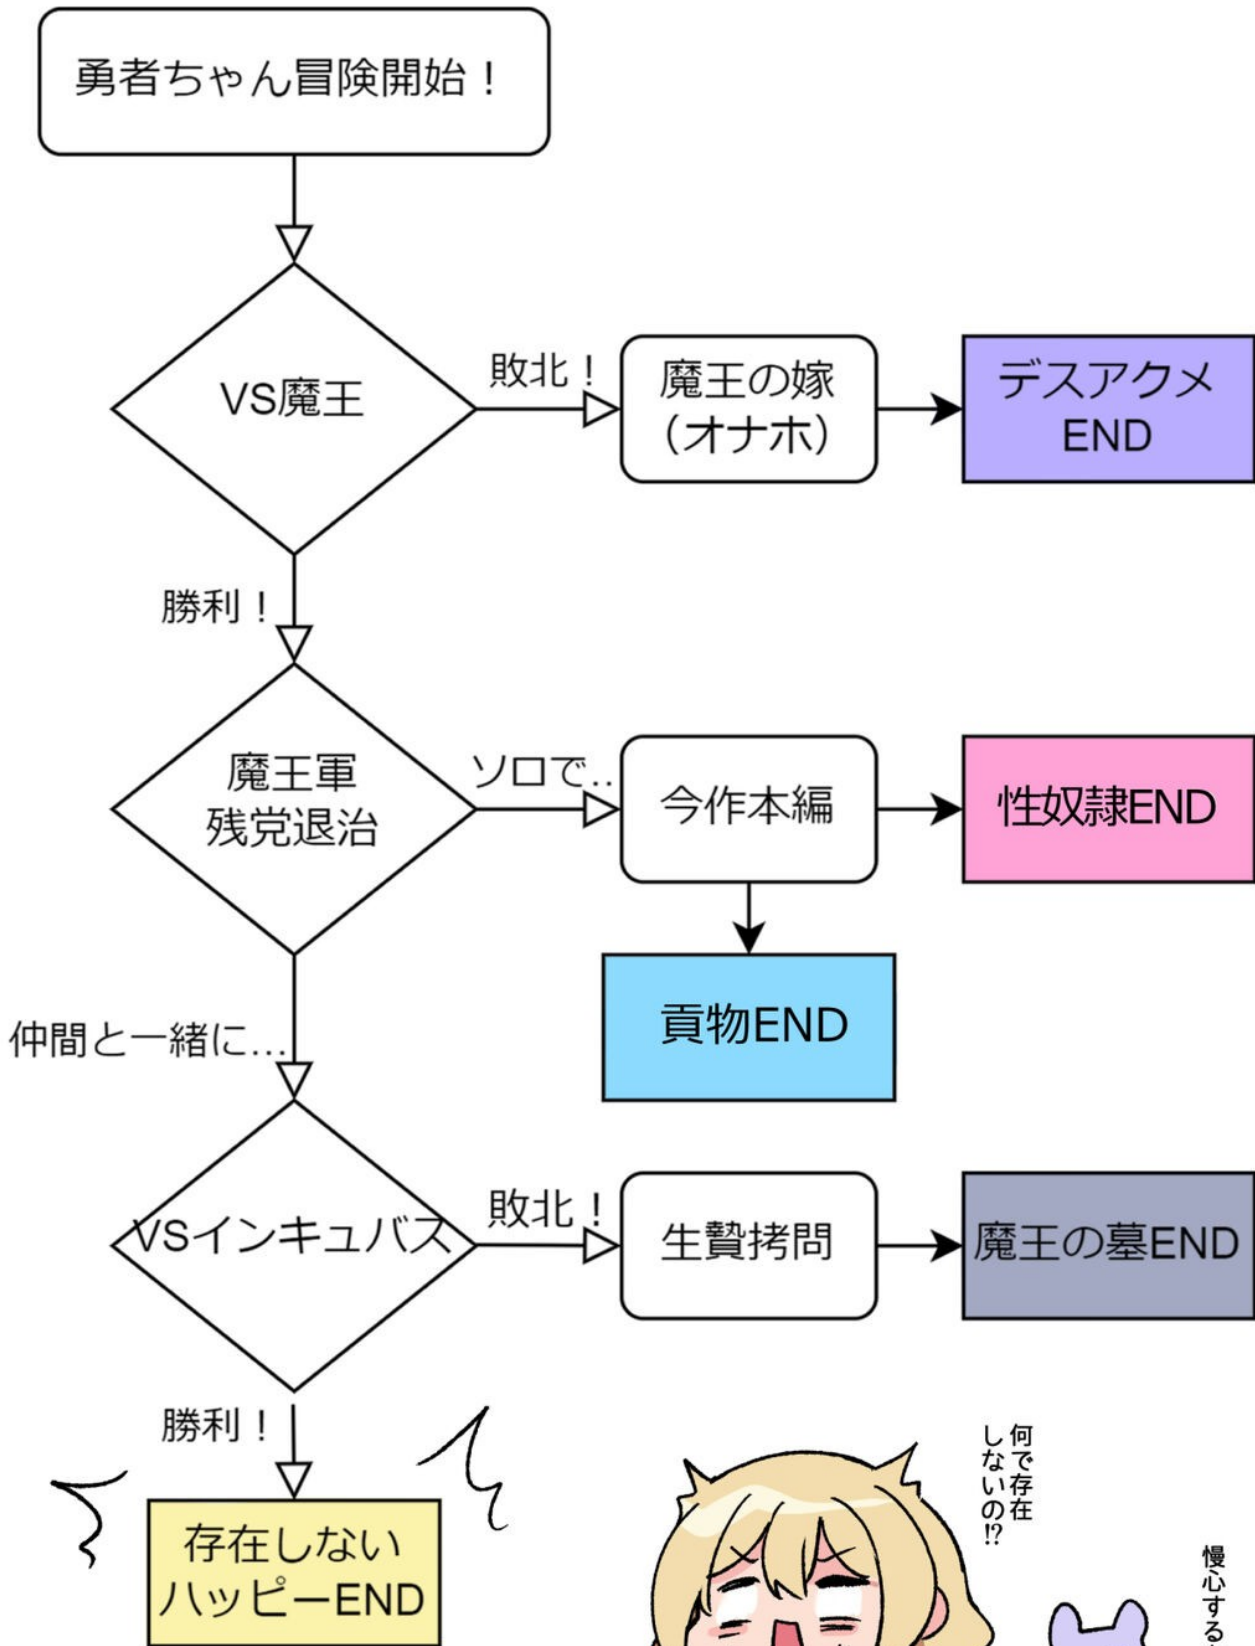 勇者ちゃん冒険開始！
VS魔王
敗北！
魔王の嫁
（オナホ）
デスアクメ
END
勝利！
魔王軍
残党退治
ソロで..
今作本編
性奴隷END
貢物END
仲間と一緒に...
VSインキュバス
敗北！
生贄拷問
魔王の墓END
勝利！
存在しない
ハッピーEND
何で存在
しないの!?
慢心する